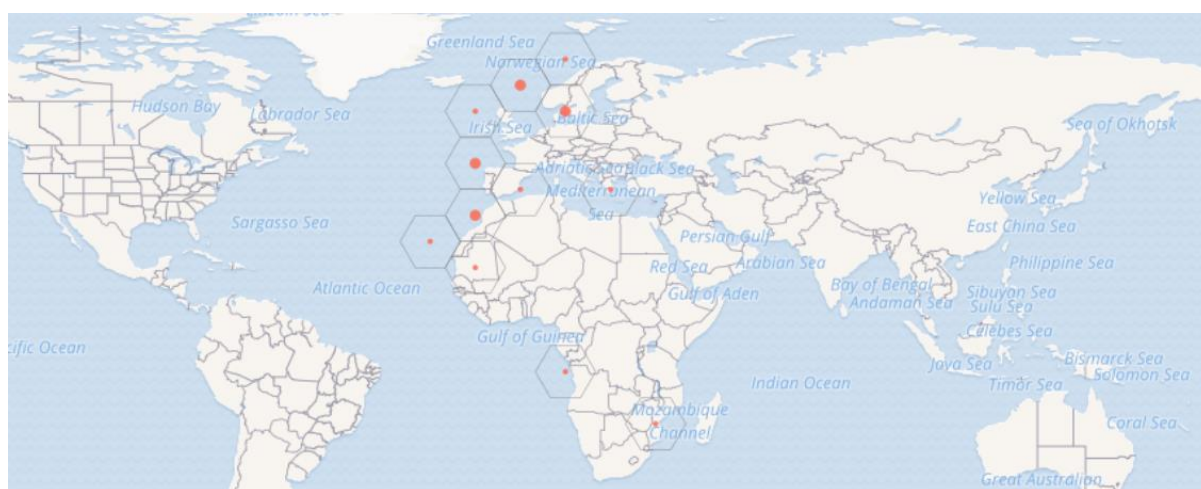 Greenland Sea
Norwegian Sea
Hudson Bay
Labrador Sea
Irish Sea
Baltic Sea
Sea of Okhotsk
Adriatic Sea
Black Sea
Mediterranean
Sea
Yellow Sea
Sargasso Sea
East China Sea
Persian Gulf
Arabian Sea
Philippine Sea
Red Sea
Bay of Bengal
Gulf of Aden
Andaman Sea
Sibuyan Sea
Sulu Sea
Atlantic Ocean
Gulf of Guinea
Celebes Sea
cific Ocean
Java Sea
Bismarck Sea
Solomon Sea
Indian Ocean
Timor Sea
Mozambique
Channel
Coral Sea
Great Australian